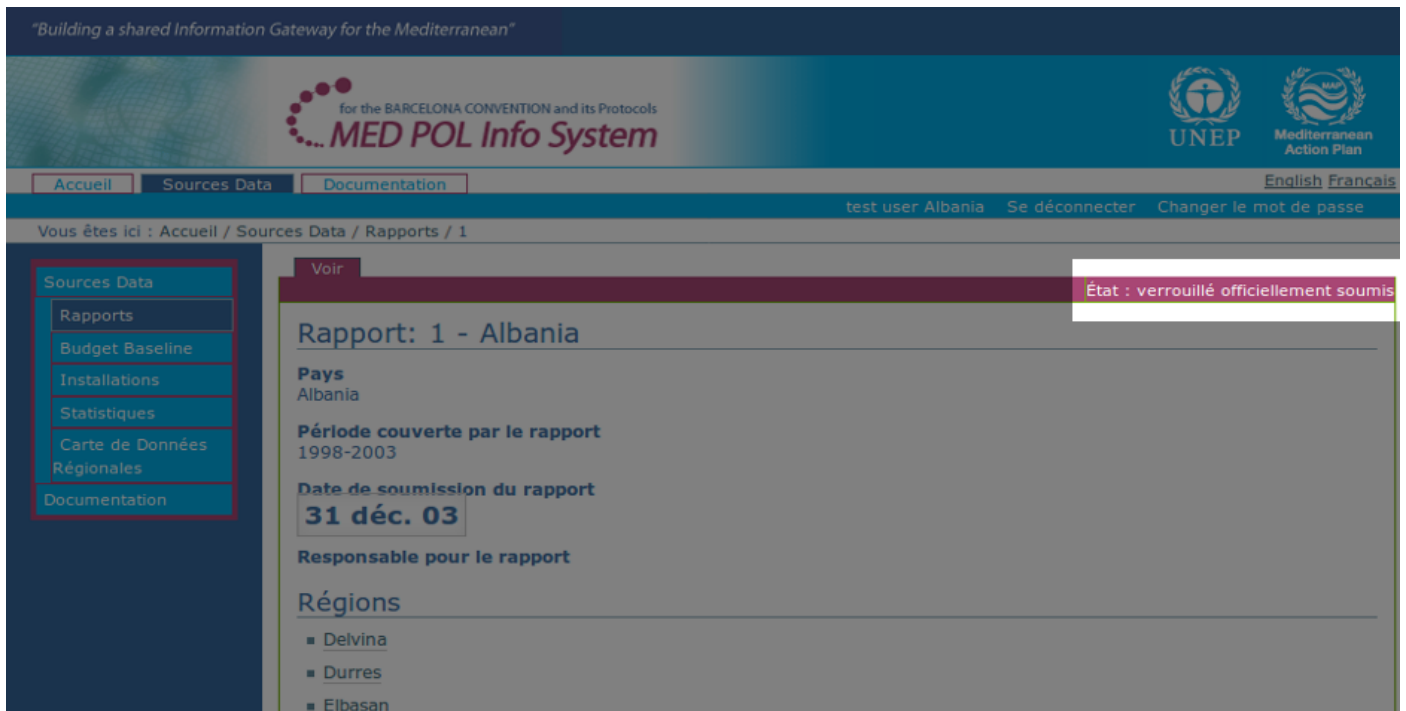 "Building a shared Information Gateway for the Mediterranean"
for the BARCELONA CONVENTION and its Protocols
MED POL Info System
UNEP
MAP
Mediterranean
Action Plan
Accueil Sources Data Documentation English Français
test user Albania Se déconnecter Changer le mot de passe
Vous êtes ici : Accueil / Sources Data / Rapports / 1
Sources Data
Rapports
Budget Baseline
Installations
Statistiques
Carte de Données
Régionales
Documentation
Voir
État : verrouillé officiellement soumis
Rapport: 1 - Albania
Pays
Albania
Période couverte par le rapport
1998-2003
Date de soumission du rapport
31 déc. 03
Responsable pour le rapport
Régions
Delvina
Durres
Elbasan